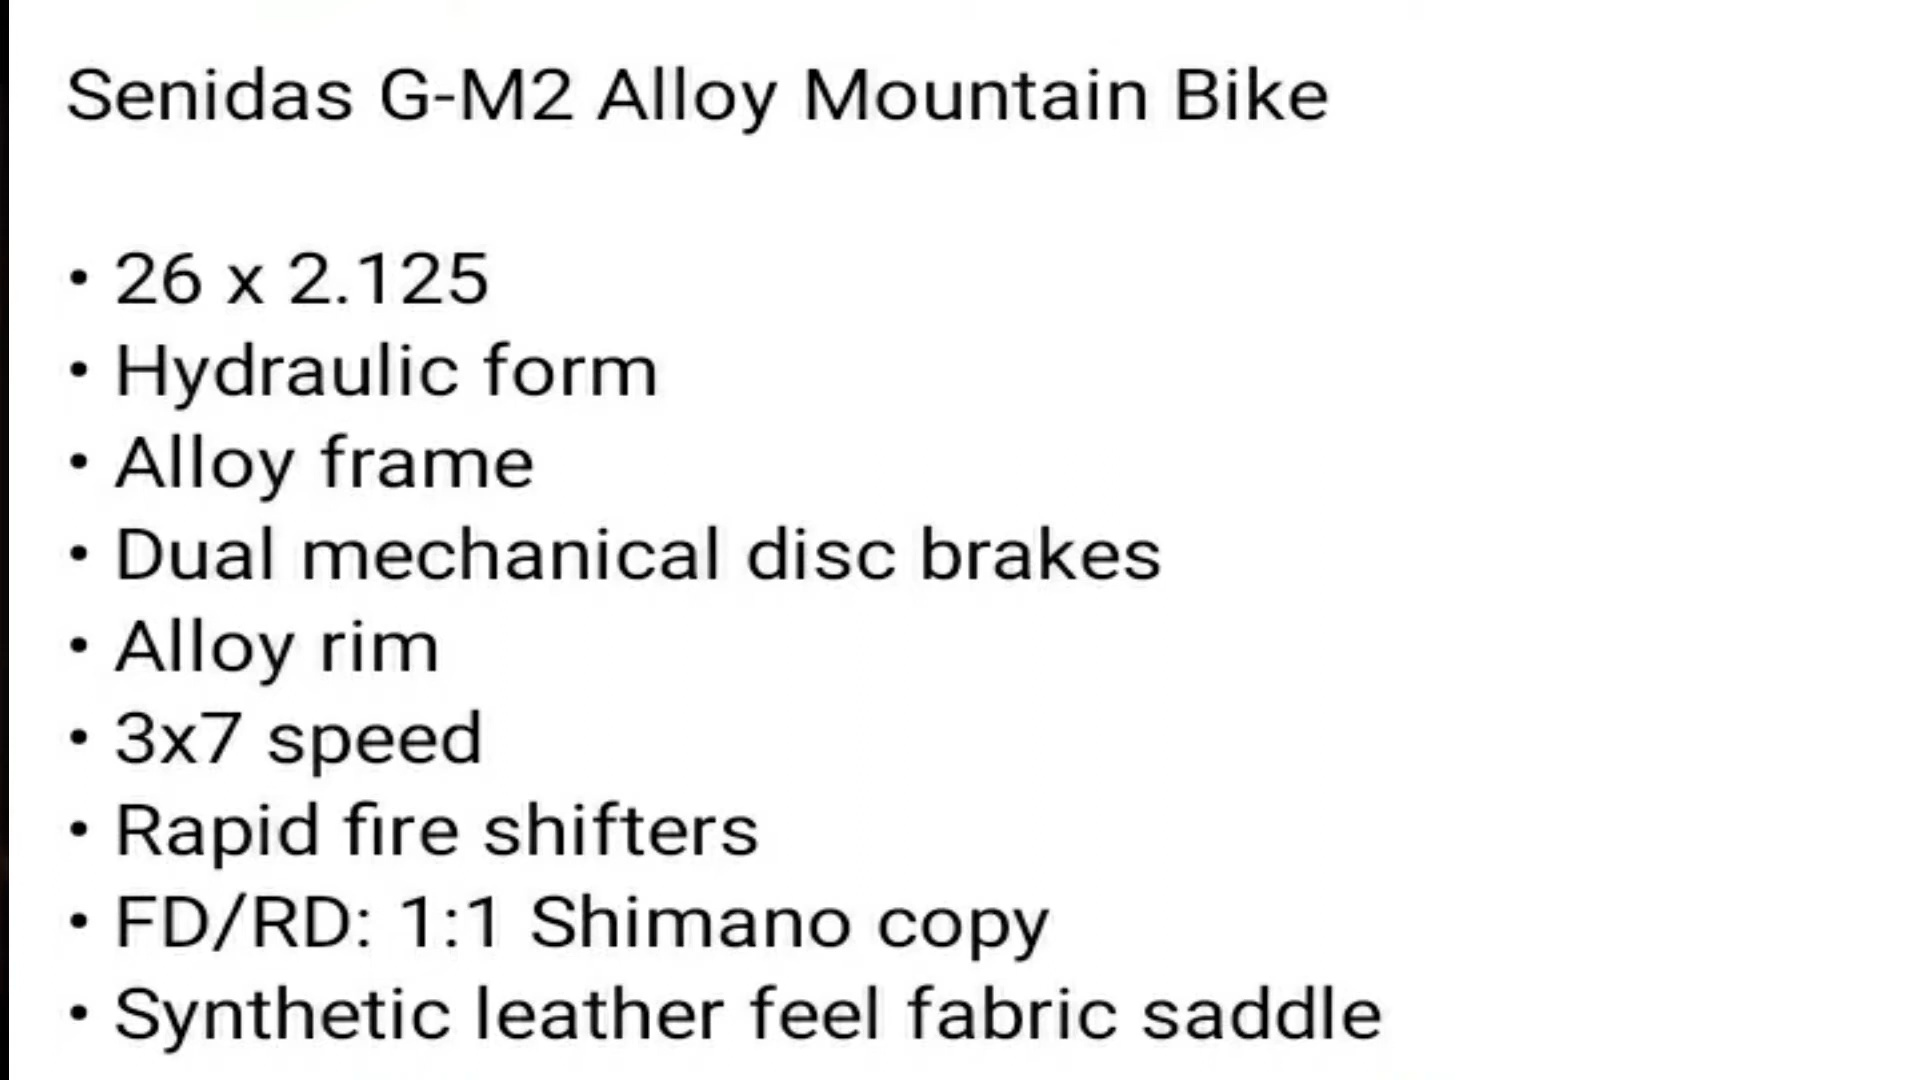 Senidas G-M2 Alloy Mountain Bike
• 26 x 2.125
• Hydraulic form
• Alloy frame
• Dual mechanical disc brakes
• Alloy rim
• 3x7 speed
• Rapid fire shifters
• FD/RD: 1:1 Shimano copy
• Synthetic leather feel fabric saddle